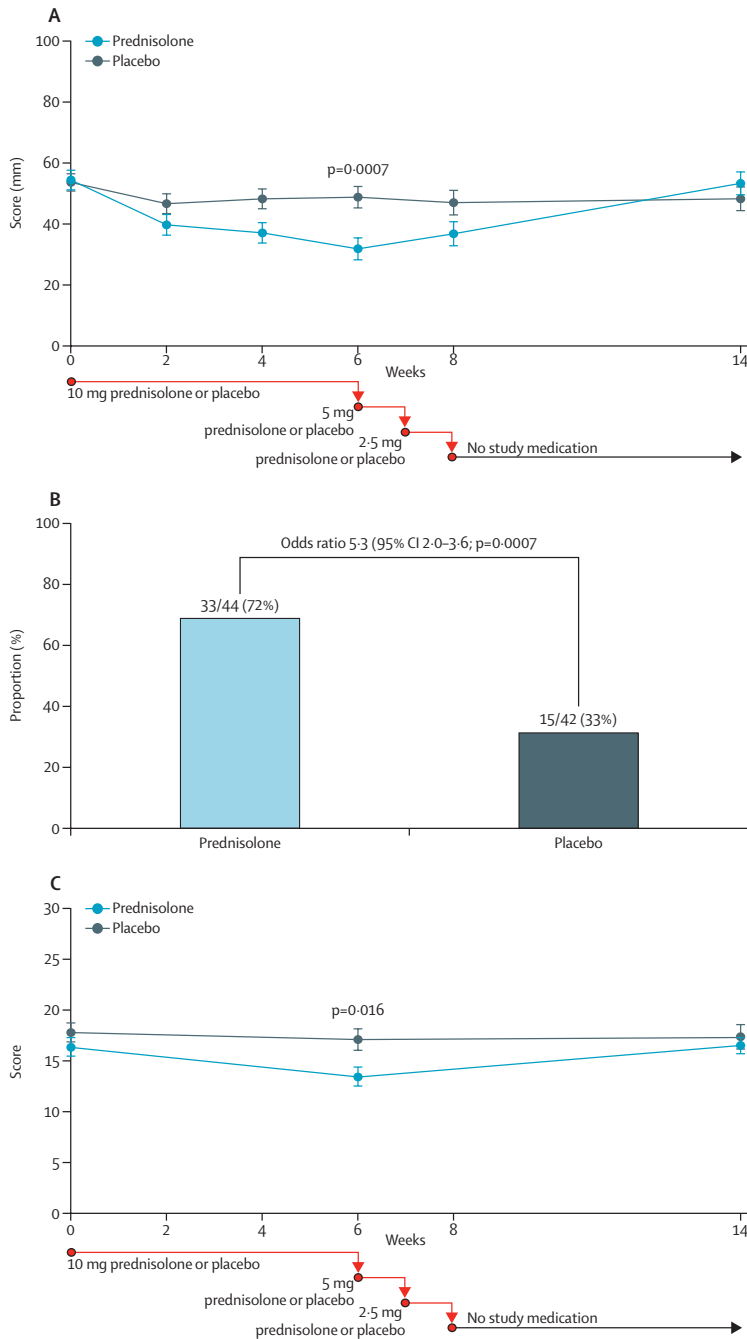 A
Prednisolone
Placebo
100
80
60
40
20
0
Score (mm)
p=0·0007
0
2
4
6
8
14
Weeks
10 mg prednisolone or placebo
5 mg
prednisolone or placebo
2·5 mg
prednisolone or placebo
No study medication
B
100
80
60
40
20
0
Proportion (%)
Odds ratio 5·3 (95% CI 2·0–3·6; p=0·0007
33/44 (72%)
15/42 (33%)
Prednisolone
Placebo
C
Prednisolone
Placebo
30
25
20
15
10
5
0
Score
p=0·016
0
2
4
6
8
14
Weeks
10 mg prednisolone or placebo
5 mg
prednisolone or placebo
2·5 mg
prednisolone or placebo
No study medication